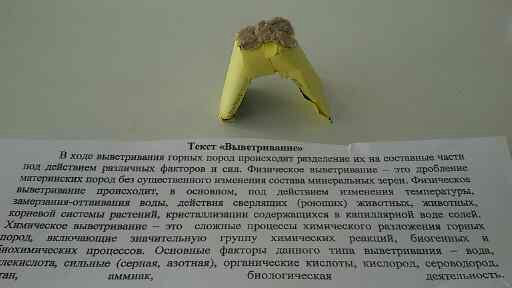 Текст «Выветривание»
В ходе выветривания горных пород происходит разделение их на составные части
под действием различных факторов и сил. Физическое выветривание – это дробление
материнских пород без существенного изменения состава минеральных зерен. Физическое
выветривание происходит, в основном, под действием изменения температуры,
замерзания-оттаивания воды, действия сверлящих (роющих) животных, животных,
корневой системы растений, кристаллизации содержащихся в капиллярной воде солей.
Химическое выветривание – это сложные процессы химического разложения горных
пород, включающие значительную группу химических реакций, биогенных и
биохимических процессов. Основные факторы данного типа выветривания – вода,
глекислота, сильные (серная, азотная), органические кислоты, кислород, сероводород,
тан, аммиак, биологическая деятельность.